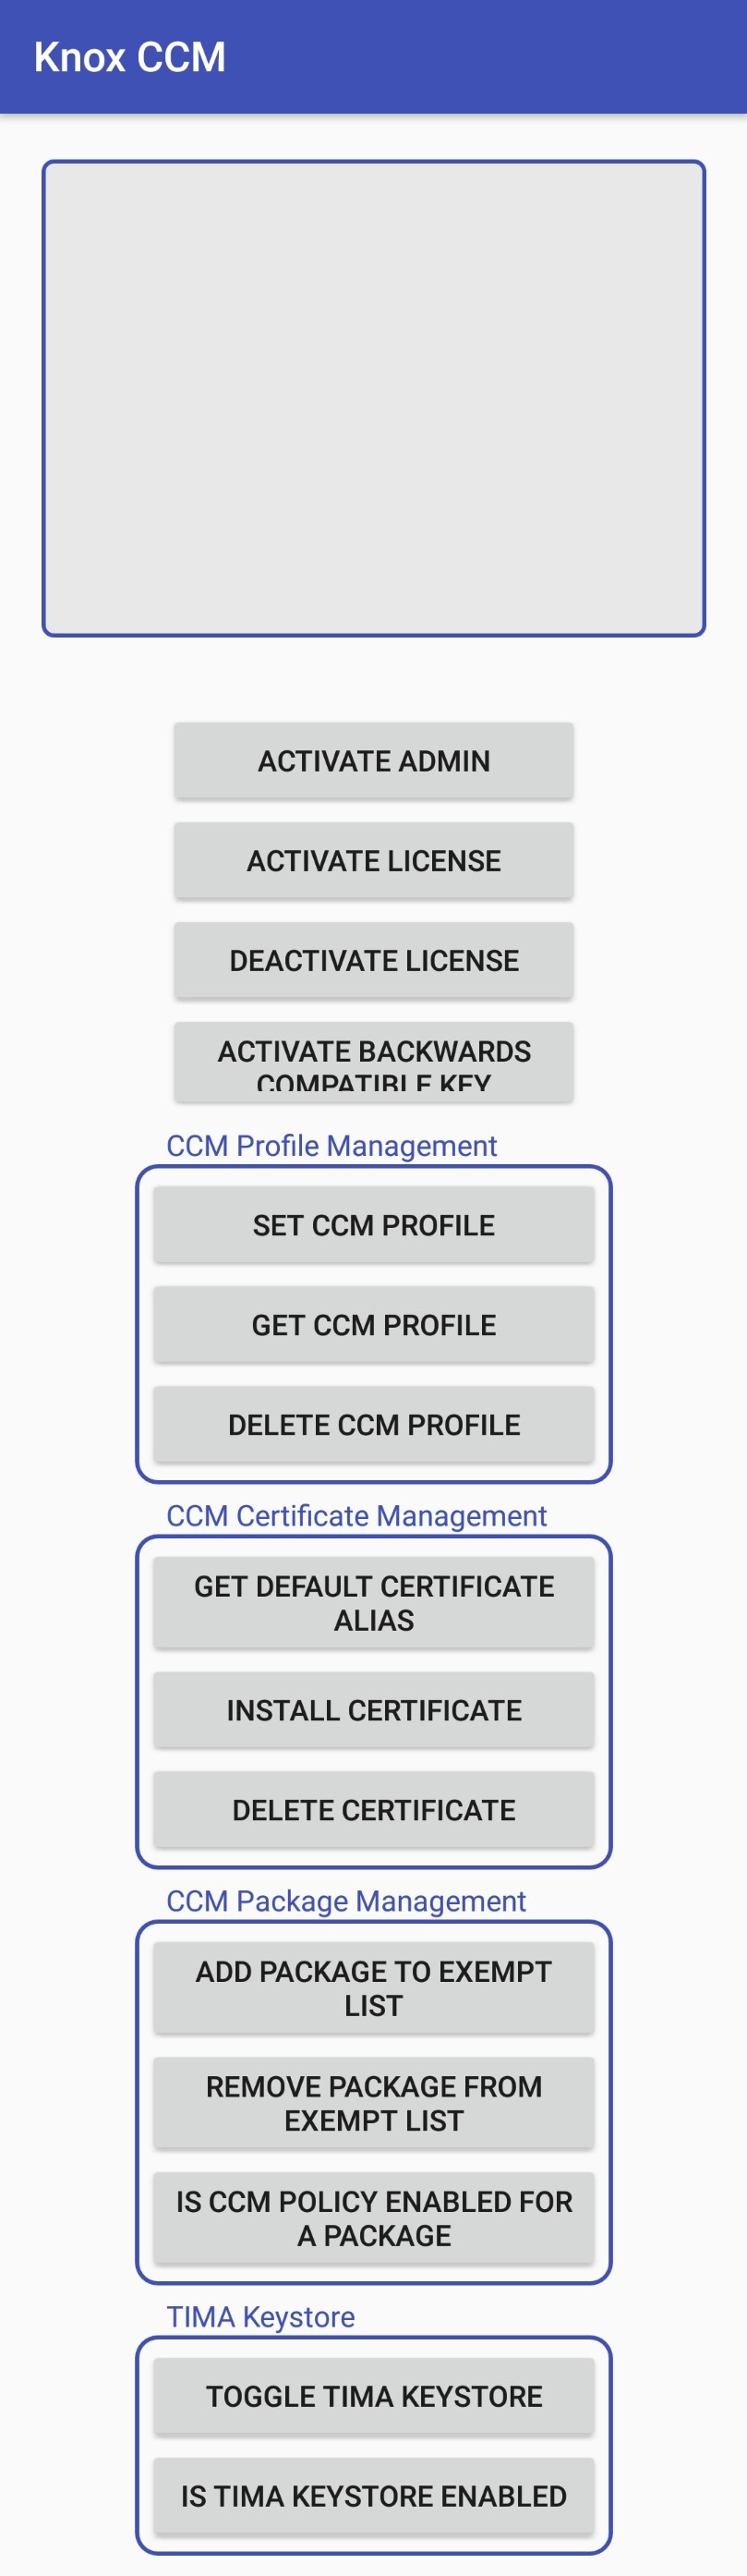 Knox CCM
ACTIVATE ADMIN
ACTIVATE LICENSE
DEACTIVATE LICENSE
ACTIVATE BACKWARDS
COMPATIBLE KEY
CCM Profile Management
SET CCM PROFILE
GET CCM PROFILE
DELETE CCM PROFILE
CCM Certificate Management
GET DEFAULT CERTIFICATE
ALIAS
INSTALL CERTIFICATE
DELETE CERTIFICATE
CCM Package Management
ADD PACKAGE TO EXEMPT
LIST
REMOVE PACKAGE FROM
EXEMPT LIST
IS CCM POLICY ENABLED FOR
A PACKAGE
TIMA Keystore
TOGGLE TIMA KEYSTORE
IS TIMA KEYSTORE ENABLED